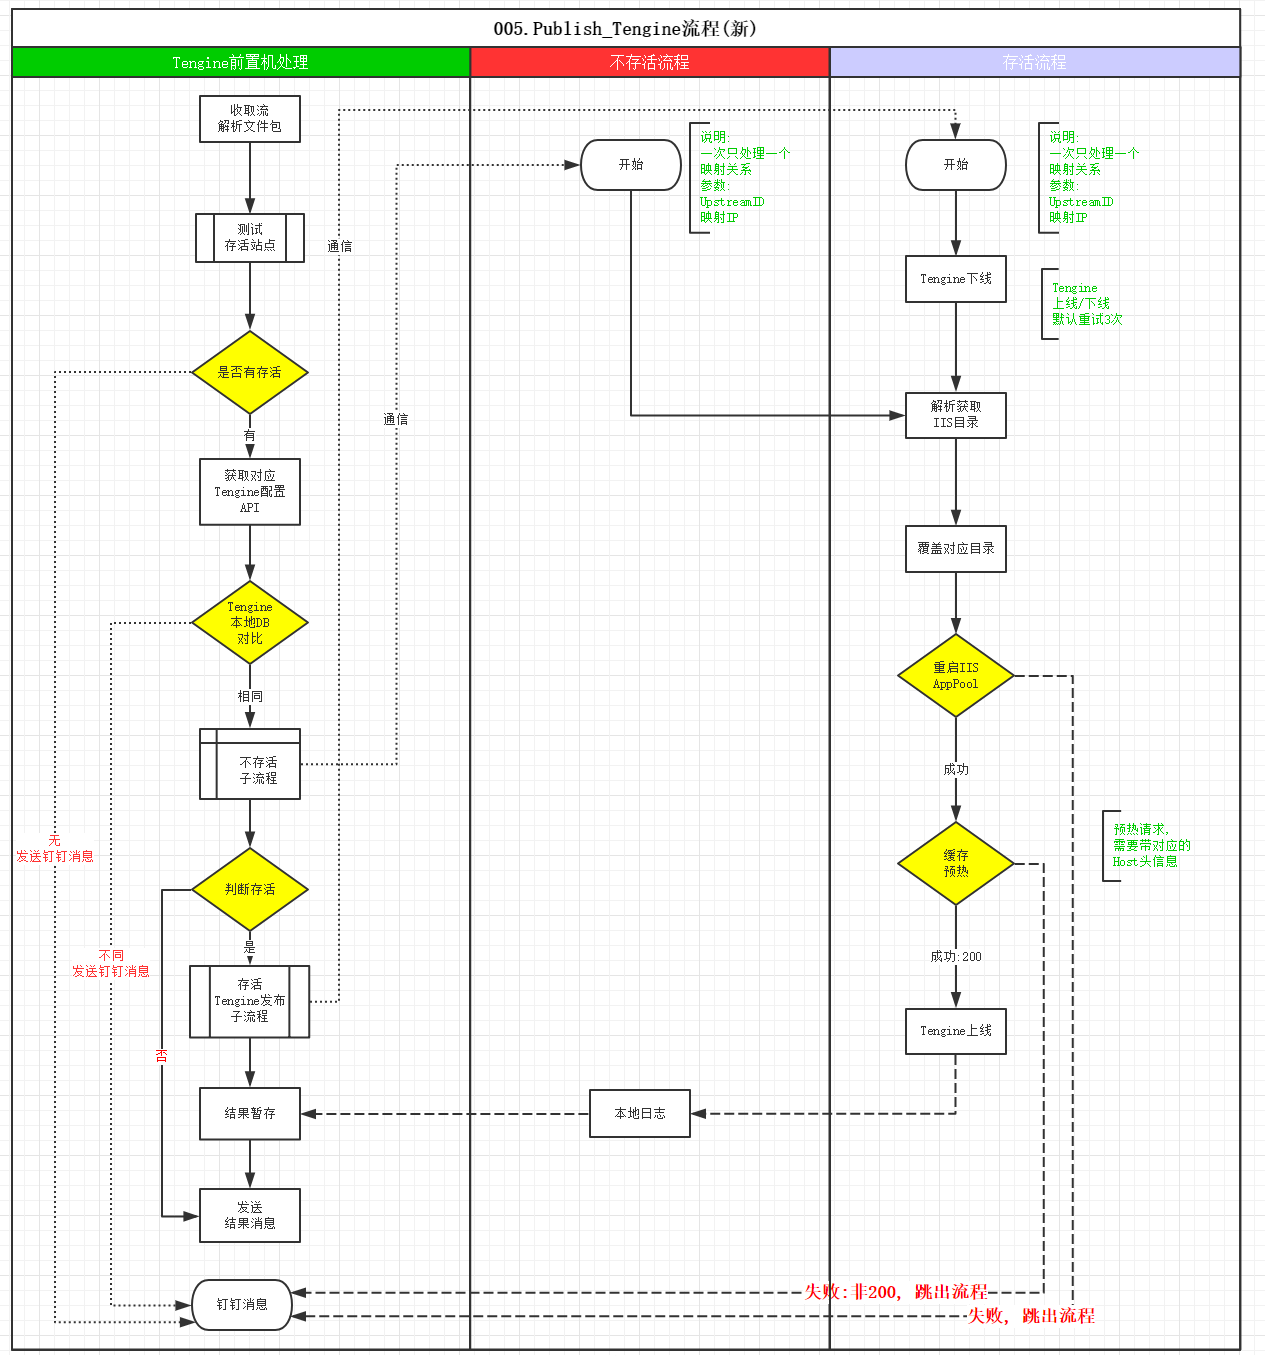 005.Publish_Tengine流程(新)
Tengine前置机处理
不存活流程
存活流程
收取流
解析文件包
测试
存活站点
是否有存活
有
获取对应
Tengine配置
API
Tengine
本地DB
对比
相同
不存活
子流程
判断存活
是
存活
Tengine发布
子流程
结果暂存
发送
结果消息
钉钉消息
无
发送钉钉消息
不同
发送钉钉消息
否
通信
通信
开始
说明:
一次只处理一个
映射关系
参数:
UpstreamID
映射IP
本地日志
开始
说明:
一次只处理一个
映射关系
参数:
UpstreamID
映射IP
Tengine下线
Tengine
上线/下线
默认重试3次
解析获取
IIS目录
覆盖对应目录
重启IIS
AppPool
成功
缓存
预热
预热请求,
需要带对应的
Host头信息
成功:200
Tengine上线
失败:非200, 跳出流程
失败, 跳出流程